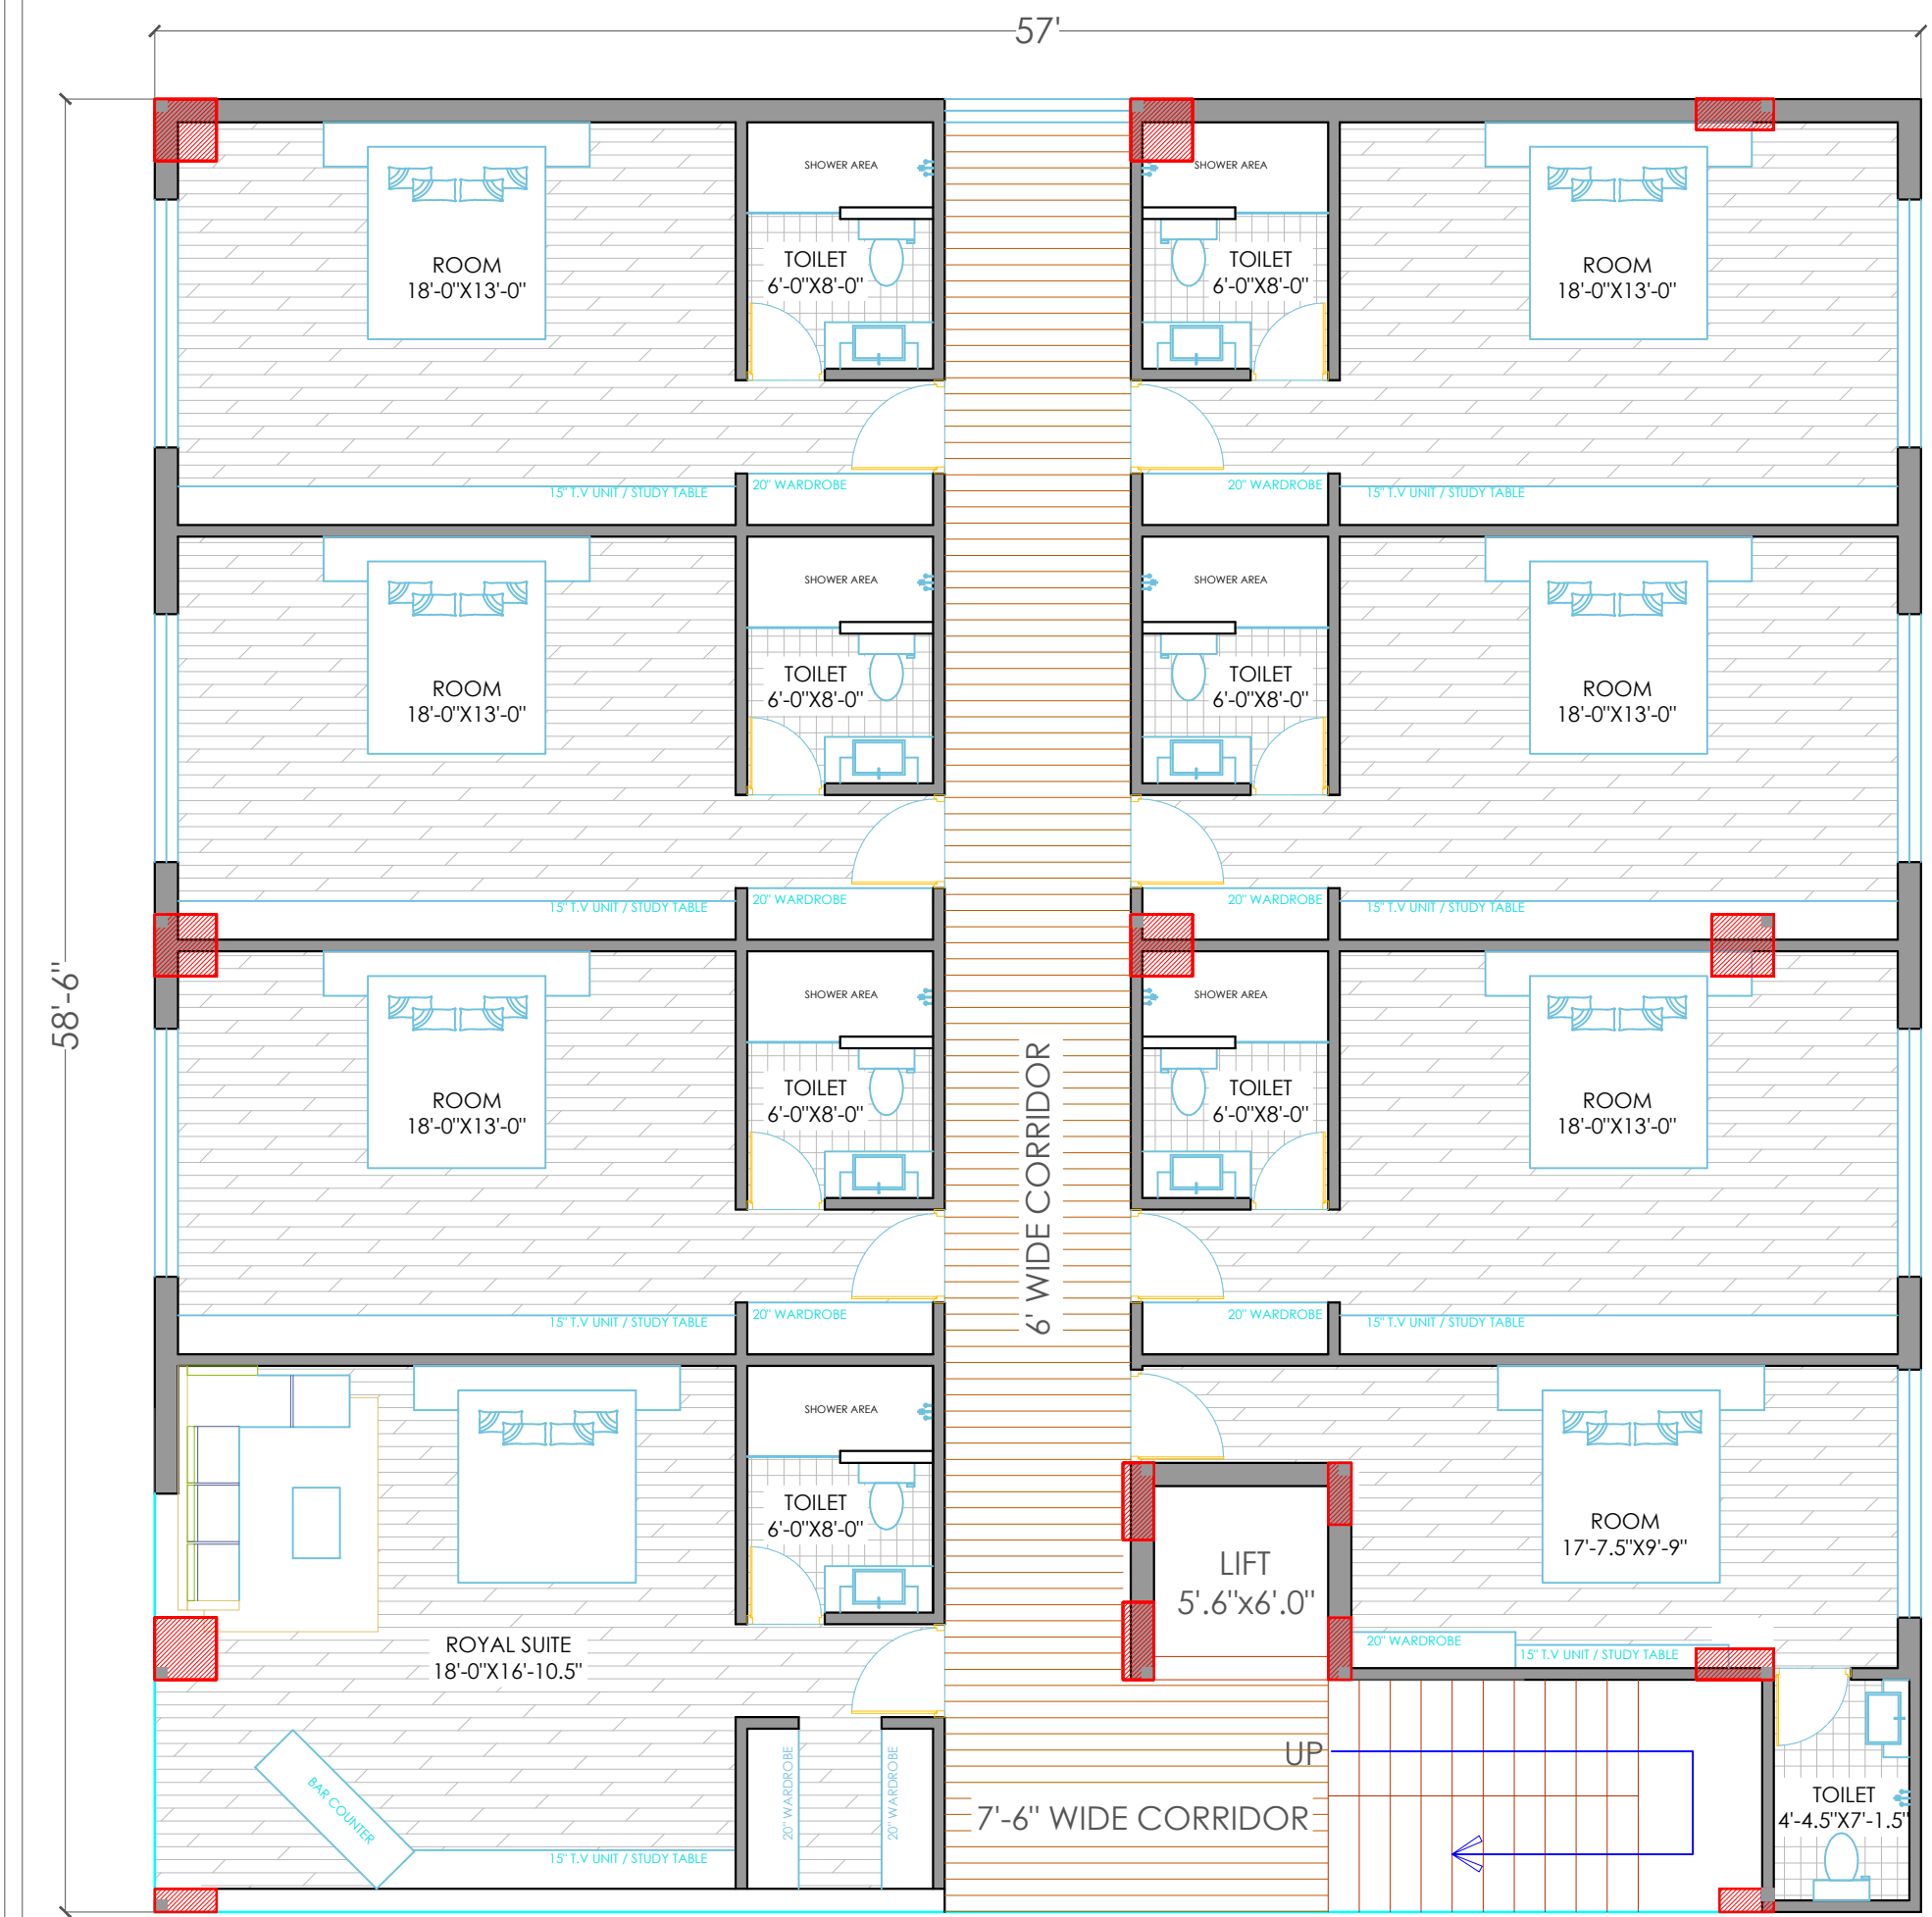 57'
58'-6"
SHOWER AREA
SHOWER AREA
ROOM
18'-0"X13'-0"
TOILET
6'-0"X8'-0"
TOILET
6'-0"X8'-0"
ROOM
18'-0"X13'-0"
15" T.V UNIT / STUDY TABLE
20" WARDROBE
20" WARDROBE
15" T.V UNIT / STUDY TABLE
SHOWER AREA
SHOWER AREA
ROOM
18'-0"X13'-0"
TOILET
6'-0"X8'-0"
TOILET
6'-0"X8'-0"
ROOM
18'-0"X13'-0"
15" T.V UNIT / STUDY TABLE
20" WARDROBE
20" WARDROBE
15" T.V UNIT / STUDY TABLE
SHOWER AREA
SHOWER AREA
ROOM
18'-0"X13'-0"
TOILET
6'-0"X8'-0"
6' WIDE CORRIDOR
TOILET
6'-0"X8'-0"
ROOM
18'-0"X13'-0"
15" T.V UNIT / STUDY TABLE
20" WARDROBE
20" WARDROBE
15" T.V UNIT / STUDY TABLE
SHOWER AREA
TOILET
6'-0"X8'-0"
LIFT
5'.6"x6'.0"
ROOM
17'-7.5"X9'-9"
ROYAL SUITE
18'-0"X16'-10.5"
20" WARDROBE
15" T.V UNIT / STUDY TABLE
UP
BAR COUNTER
20" WARDROBE
20" WARDROBE
7'-6" WIDE CORRIDOR
TOILET
4'-4.5"X7'-1.5"
15" T.V UNIT / STUDY TABLE